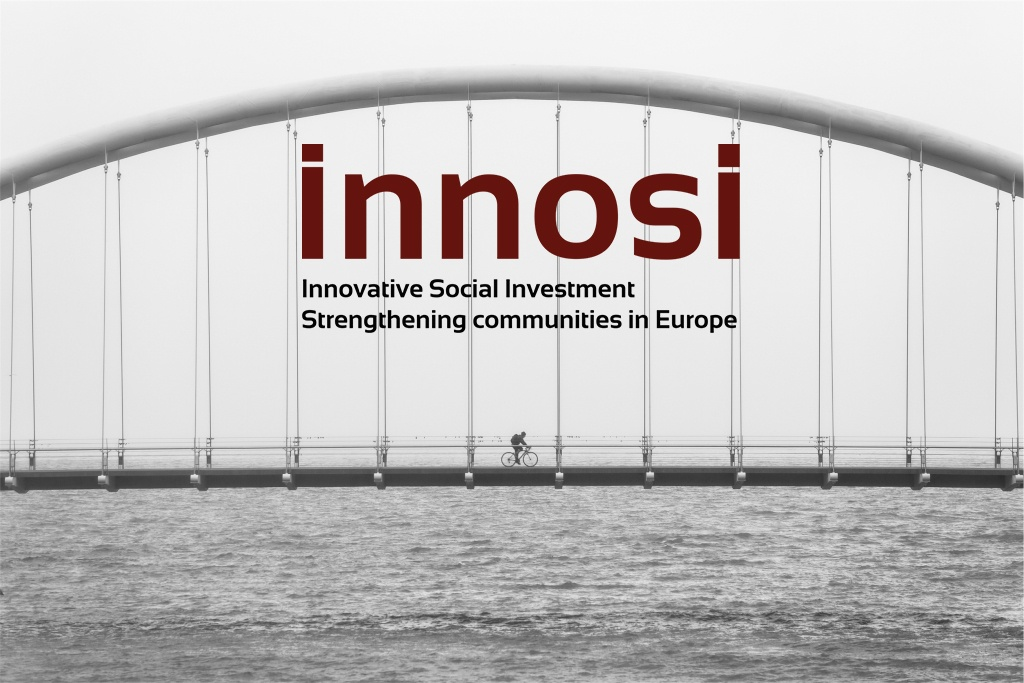 innosi
Innovative Social Investment
Strengthening communities in Europe